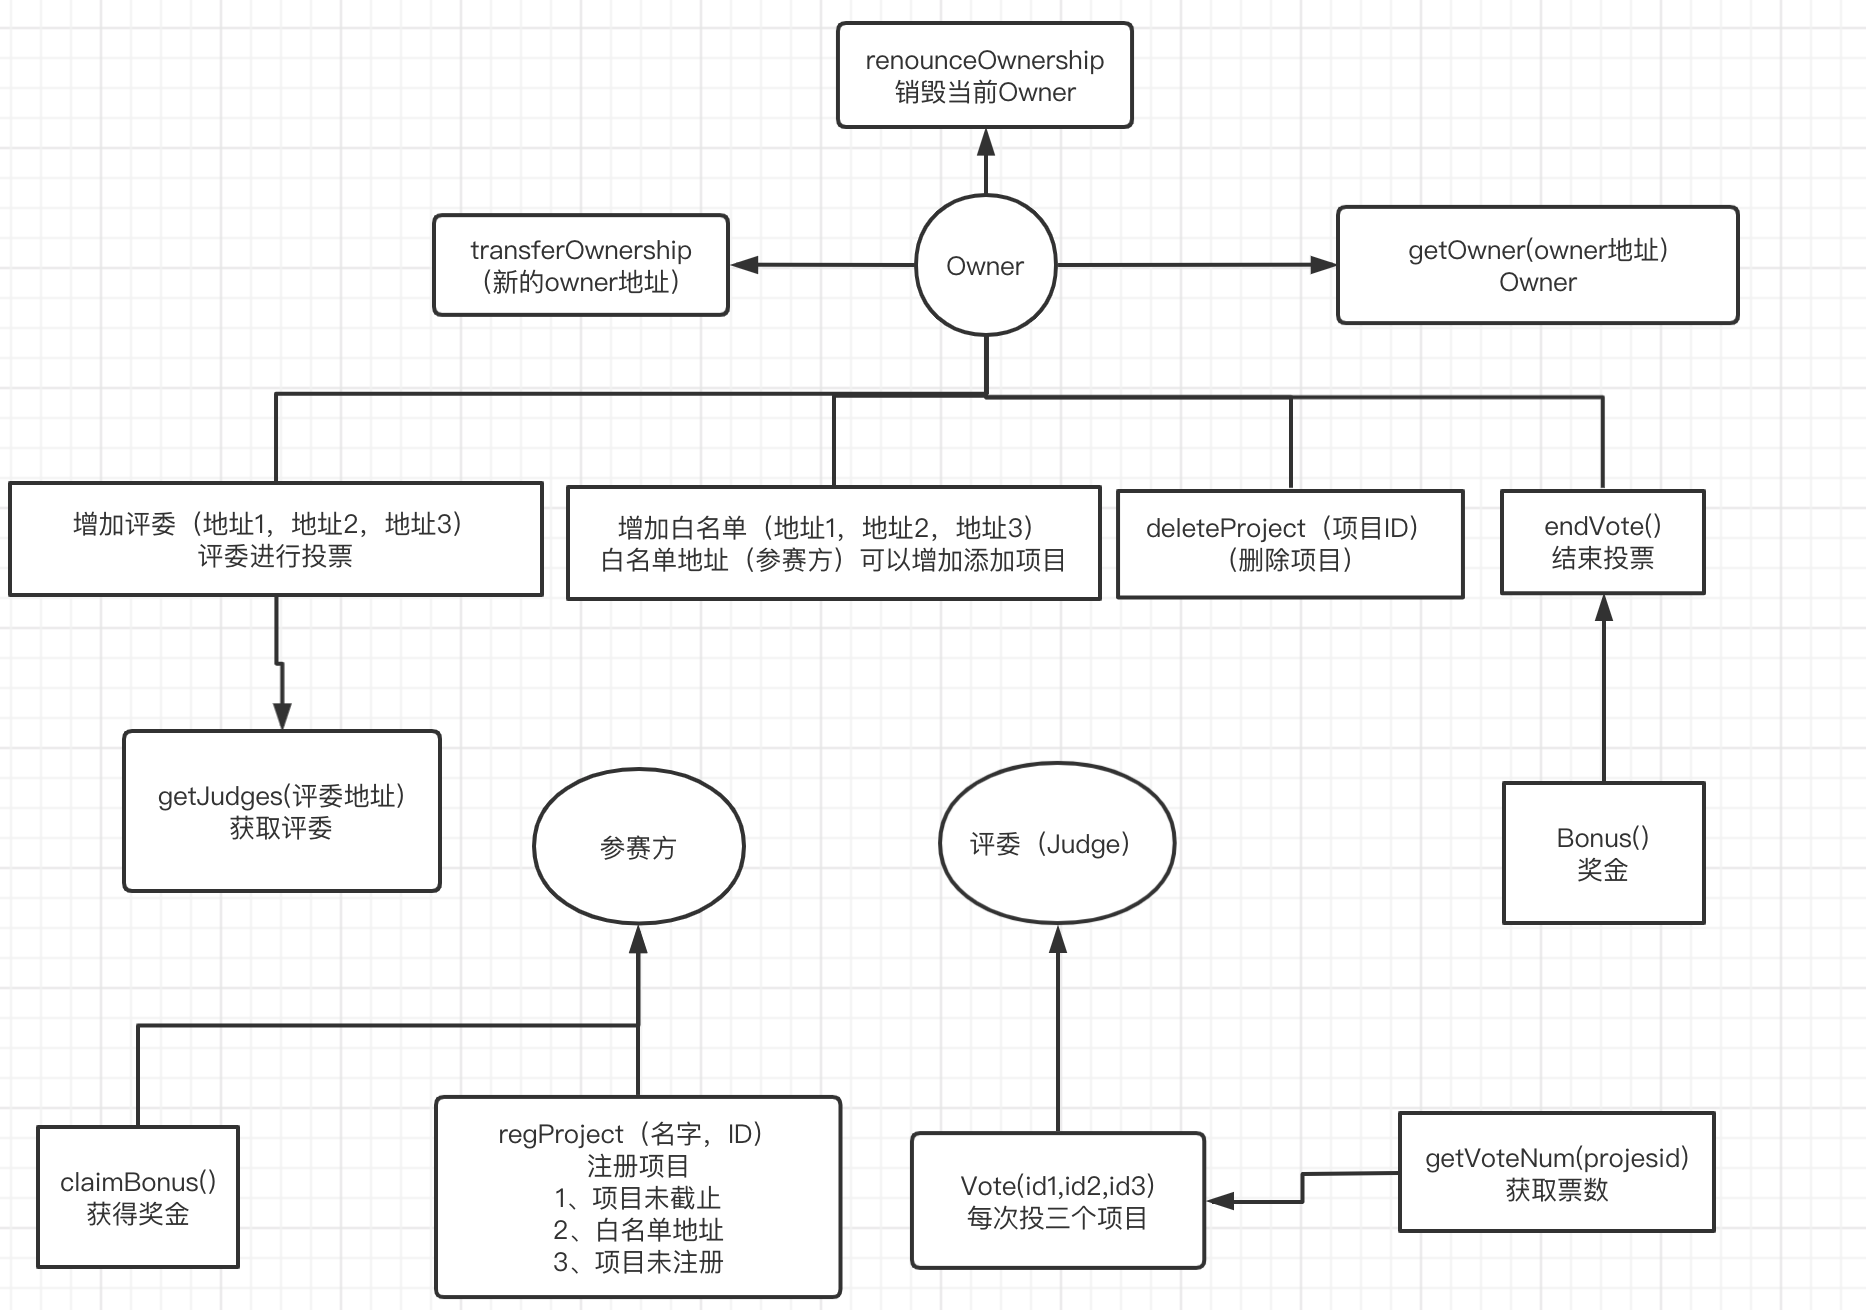 renounceOwnership
销毁当前Owner
transferOwnership
（新的owner地址）
Owner
getOwner(owner地址)
Owner
增加评委（地址1，地址2，地址3）
评委进行投票
增加白名单（地址1，地址2，地址3）
白名单地址（参赛方）可以增加添加项目
deleteProject（项目ID）
（删除项目）
endVote()
结束投票
getJudges(评委地址)
获取评委
参赛方
评委（Judge）
Bonus()
奖金
claimBonus()
获得奖金
regProject（名字，ID）
注册项目
1、项目未截止
2、白名单地址
3、项目未注册
Vote(id1,id2,id3)
每次投三个项目
getVoteNum(projesid)
获取票数